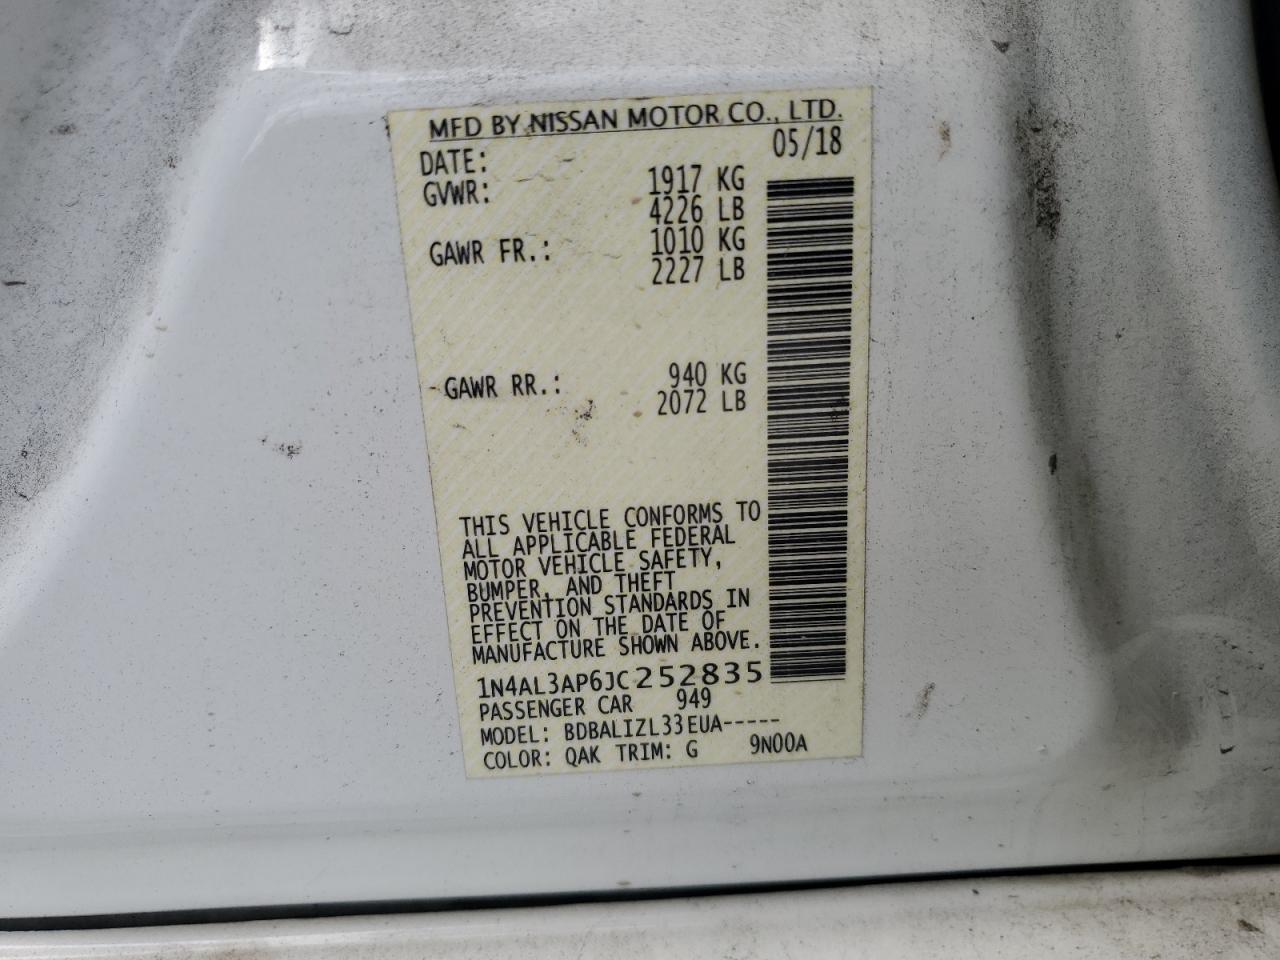 MFD BY NISSAN MOTOR CO., LTD.
DATE: 05/18
GVWR: 1917 KG
4226 LB
GAWR FR.: 1010 KG
2227 LB
GAWR RR.: 940 KG
2072 LB
THIS VEHICLE CONFORMS TO
ALL APPLICABLE FEDERAL
MOTOR VEHICLE SAFETY,
BUMPER, AND THEFT
PREVENTION STANDARDS IN
EFFECT ON THE DATE OF
MANUFACTURE SHOWN ABOVE.
1N4AL3AP6JC252835
PASSENGER CAR 949
MODEL: BDBALIZL33EUA-----
COLOR: QAK TRIM: G 9N00A